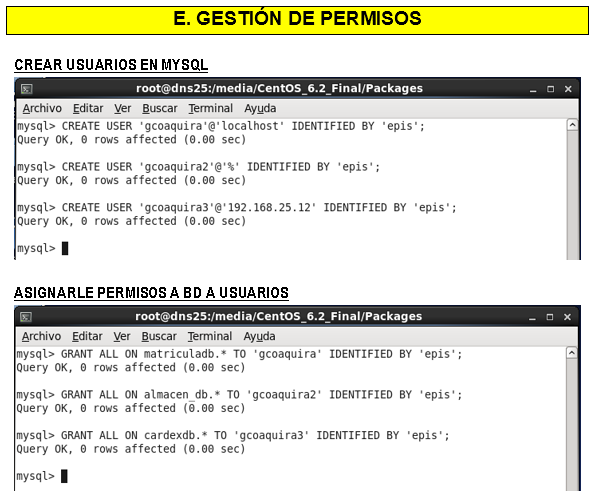 E. GESTIÓN DE PERMISOS
CREAR USUARIOS EN MYSQL
root@dns25:/media/CentOS_6.2_Final/Packages
Archivo Editar Ver Buscar Terminal Ayuda
mysql> CREATE USER 'gcoaquira'@'localhost' IDENTIFIED BY 'epis';
Query OK, 0 rows affected (0.00 sec)
mysql> CREATE USER 'gcoaquira2'@'%' IDENTIFIED BY 'epis';
Query OK, 0 rows affected (0.00 sec)
mysql> CREATE USER 'gcoaquira3'@'192.168.25.12' IDENTIFIED BY 'epis';
Query OK, 0 rows affected (0.00 sec)
mysql>
ASIGNARLE PERMISOS A BD A USUARIOS
root@dns25:/media/CentOS_6.2_Final/Packages
Archivo Editar Ver Buscar Terminal Ayuda
mysql> GRANT ALL ON matriculadb.* TO 'gcoaquira' IDENTIFIED BY 'epis';
Query OK, 0 rows affected (0.00 sec)
mysql> GRANT ALL ON almacen_db.* TO 'gcoaquira2' IDENTIFIED BY 'epis';
Query OK, 0 rows affected (0.00 sec)
mysql> GRANT ALL ON cardexdb.* TO 'gcoaquira3' IDENTIFIED BY 'epis';
Query OK, 0 rows affected (0.00 sec)
mysql>